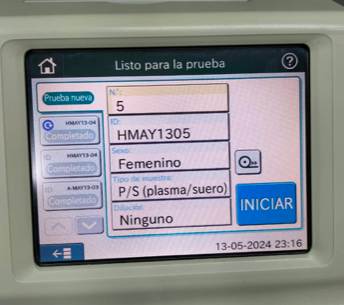 Listo para la prueba
?
Prueba nueva
N.°:
5
HMAY13-04
Completado
ID:
HMAY1305
ID:
HMAY13-04
Completado
Sexo:
Femenino
Tipo de muestra:
P/S (plasma/suero)
ID:
A-MAY13-03
Completado
Dilución:
Ninguno
INICIAR
13-05-2024 23:16